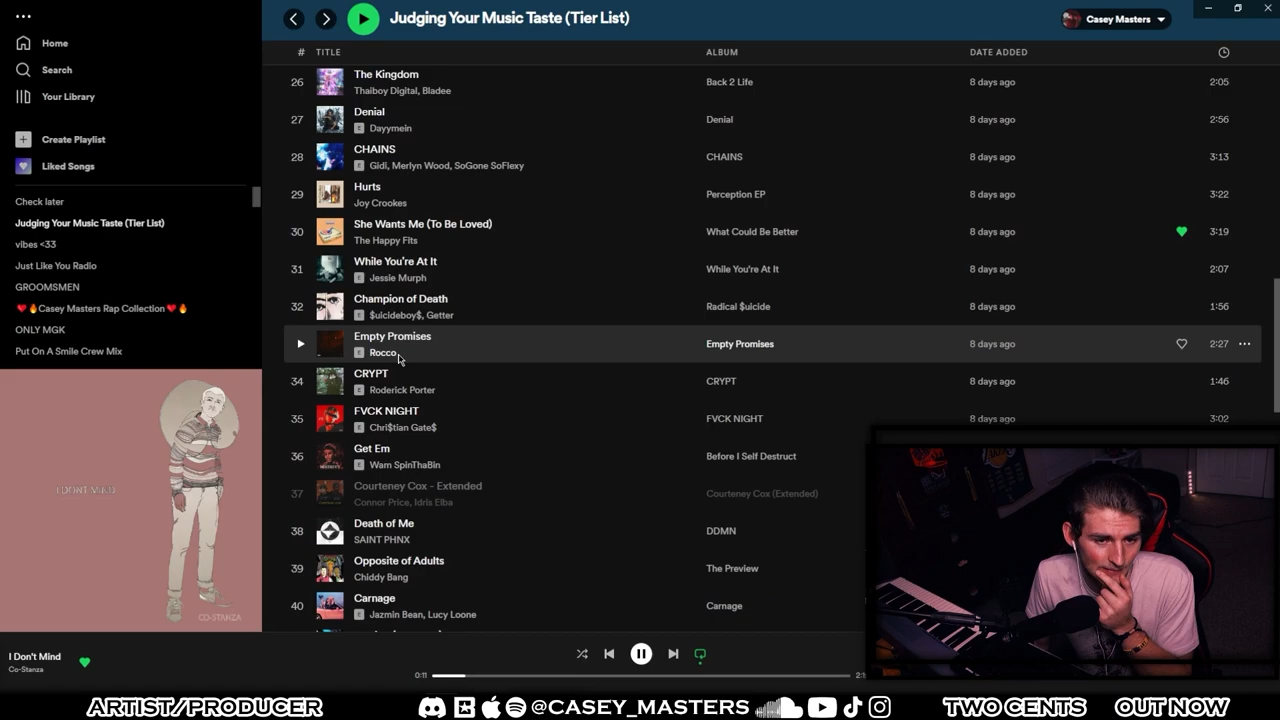 Judging Your Music Taste (Tier List)
Casey Masters
Home
Search
Your Library
Create Playlist
Liked Songs
Check later
Judging Your Music Taste (Tier List)
vibes <33
Just Like You Radio
GROOMSMEN
❤️🔥Casey Masters Rap Collection❤️🔥
ONLY MGK
Put On A Smile Crew Mix
# TITLE ALBUM DATE ADDED
26 The Kingdom Back 2 Life 8 days ago 2:05
Thaiboy Digital, Bladee
27 Denial Denial 8 days ago 2:56
E Dayymein
28 CHAINS CHAINS 8 days ago 3:13
E Gidi, Merlyn Wood, SoGone SoFlexy
29 Hurts Perception EP 8 days ago 3:22
Joy Crookes
30 She Wants Me (To Be Loved) What Could Be Better 8 days ago 3:19
The Happy Fits
31 While You're At It While You're At It 8 days ago 2:07
E Jessie Murph
32 Champion of Death Radical $uicide 8 days ago 1:56
E $uicideboy$, Getter
Empty Promises Empty Promises 8 days ago 2:27
E Rocco
34 CRYPT CRYPT 8 days ago 1:46
E Roderick Porter
35 FVCK NIGHT FVCK NIGHT 8 days ago 3:02
E Chri$tian Gate$
36 Get Em Before I Self Destruct
E Wam SpinThaBin
37 Courteney Cox - Extended Courteney Cox (Extended)
Connor Price, Idris Elba
38 Death of Me DDMN
SAINT PHNX
39 Opposite of Adults The Preview
Chiddy Bang
40 Carnage Carnage
E Jazmin Bean, Lucy Loone
I DONT MIND
CO-STANZA
I Don't Mind
Co-Stanza
0:11
ARTIST/PRODUCER @CASEY_MASTERS TWO CENTS OUT NOW